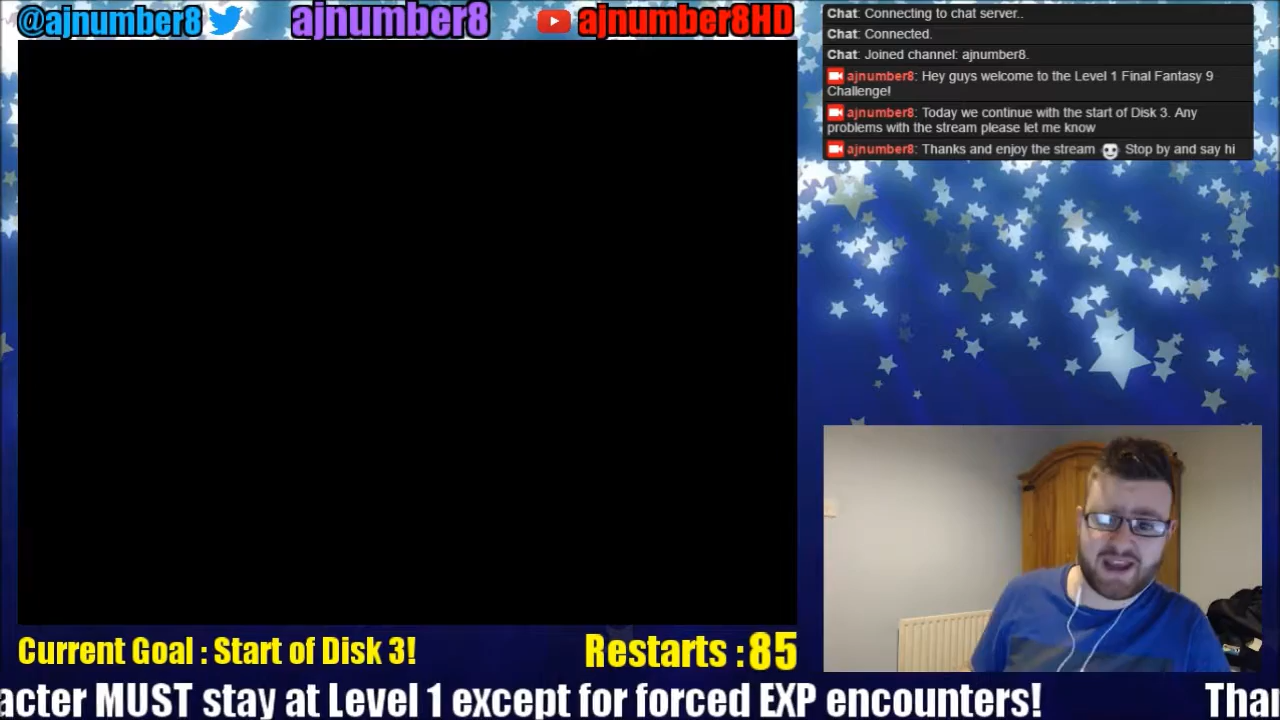 @ajnumber8
ajnumber8
ajnumber8HD
Chat: Connecting to chat server..
Chat: Connected.
Chat: Joined channel: ajnumber8.
ajnumber8: Hey guys welcome to the Level 1 Final Fantasy 9
Challenge!
ajnumber8: Today we continue with the start of Disk 3. Any
problems with the stream please let me know
ajnumber8: Thanks and enjoy the stream Stop by and say hi
Current Goal : Start of Disk 3!
Restarts : 85
acter MUST stay at Level 1 except for forced EXP encounters!
Than